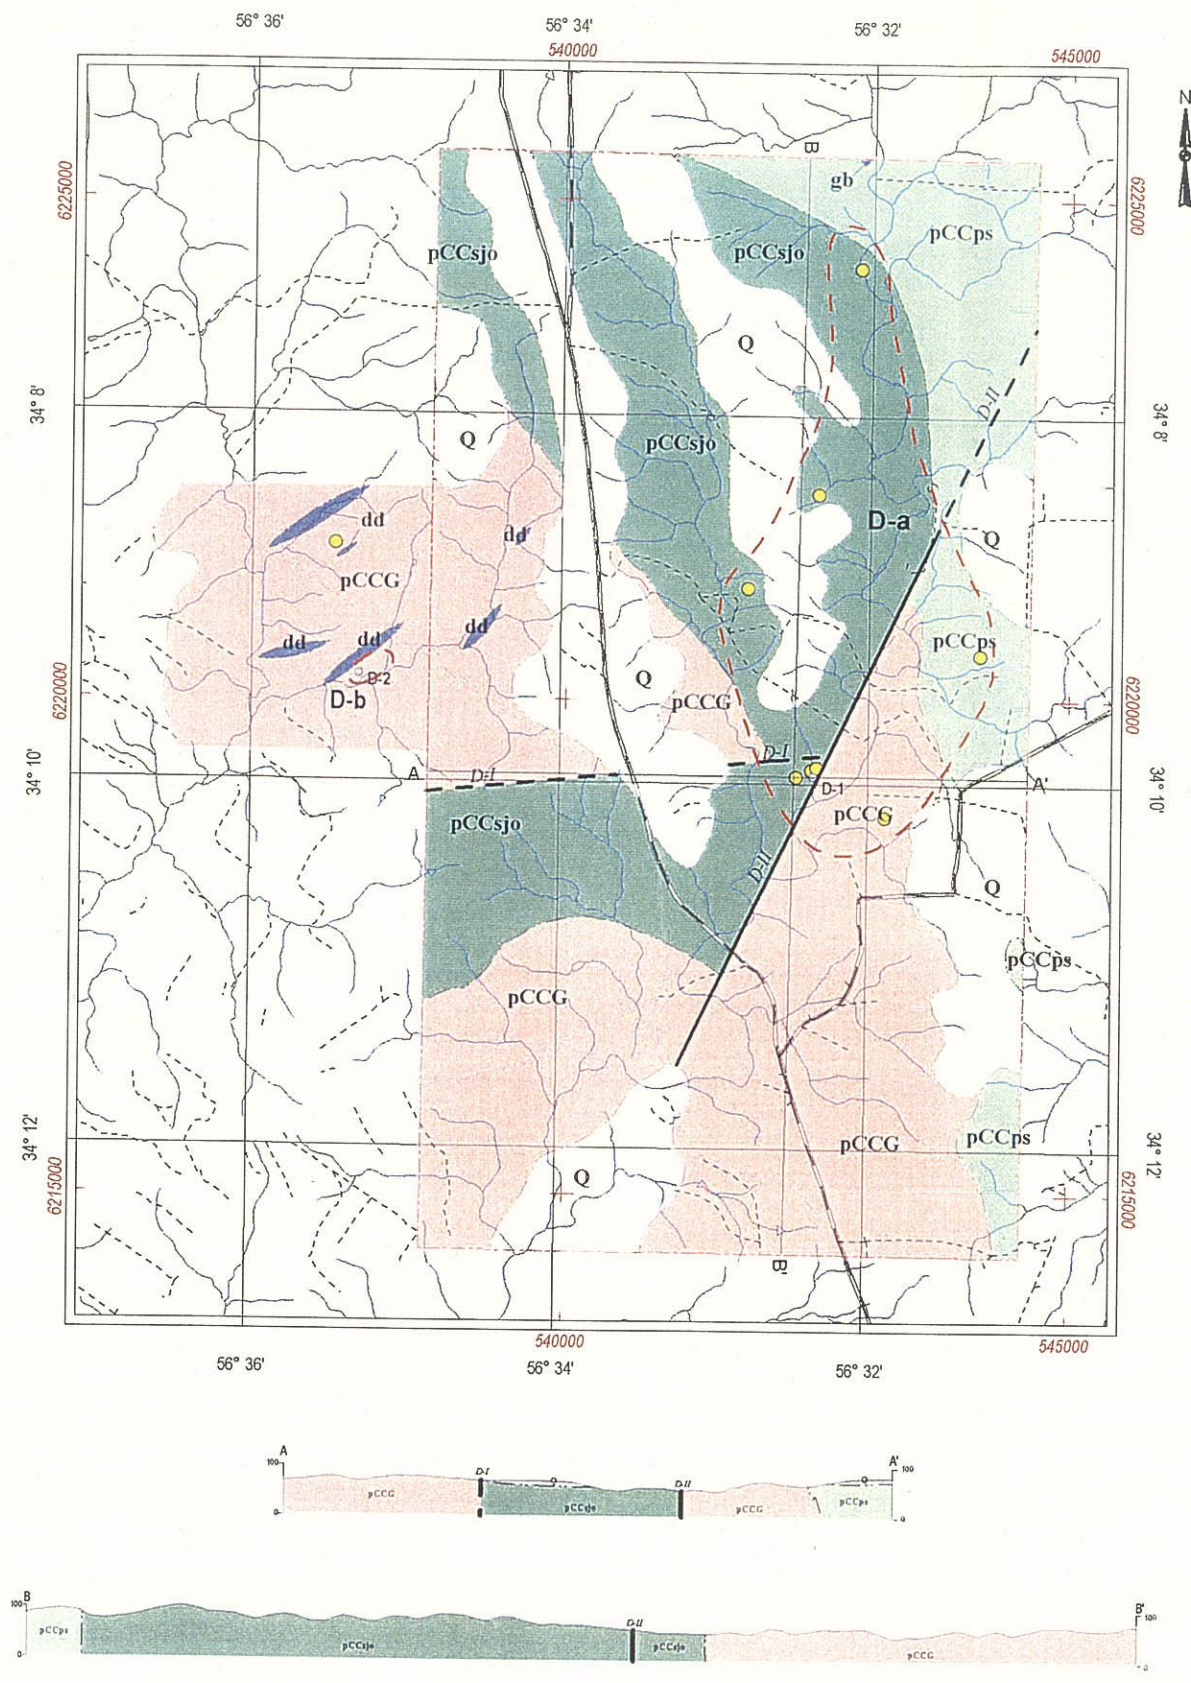 56° 36'
56° 34'
56° 32'
540000
545000
N
6225000
B
gb
6225000
pCCsjo
pCCsjo
pCCps
Q
D-II
34° 8'
34° 8'
Q
pCCsjo
dd
dd
D-a
Q
pCCG
dd
dd
dd
pCCps
D-2
D-b
Q
pCCG
6220000
6220000
A
D-I
D-I
D-1
A'
34° 10'
34° 10'
pCCsjo
pCCG
D-II
Q
pCCps
pCCG
34° 12'
pCCG
pCCps
34° 12'
Q
6215000
6215000
B'
540000
545000
56° 36'
56° 34'
56° 32'
A
A'
100
D-I
Q
D-II
Q
100
pCCG
pCCsjo
pCCG
pCCps
0
0
B
B'
100
D-II
100
pCCps
pCCsjo
pCCsjo
pCCG
0
0